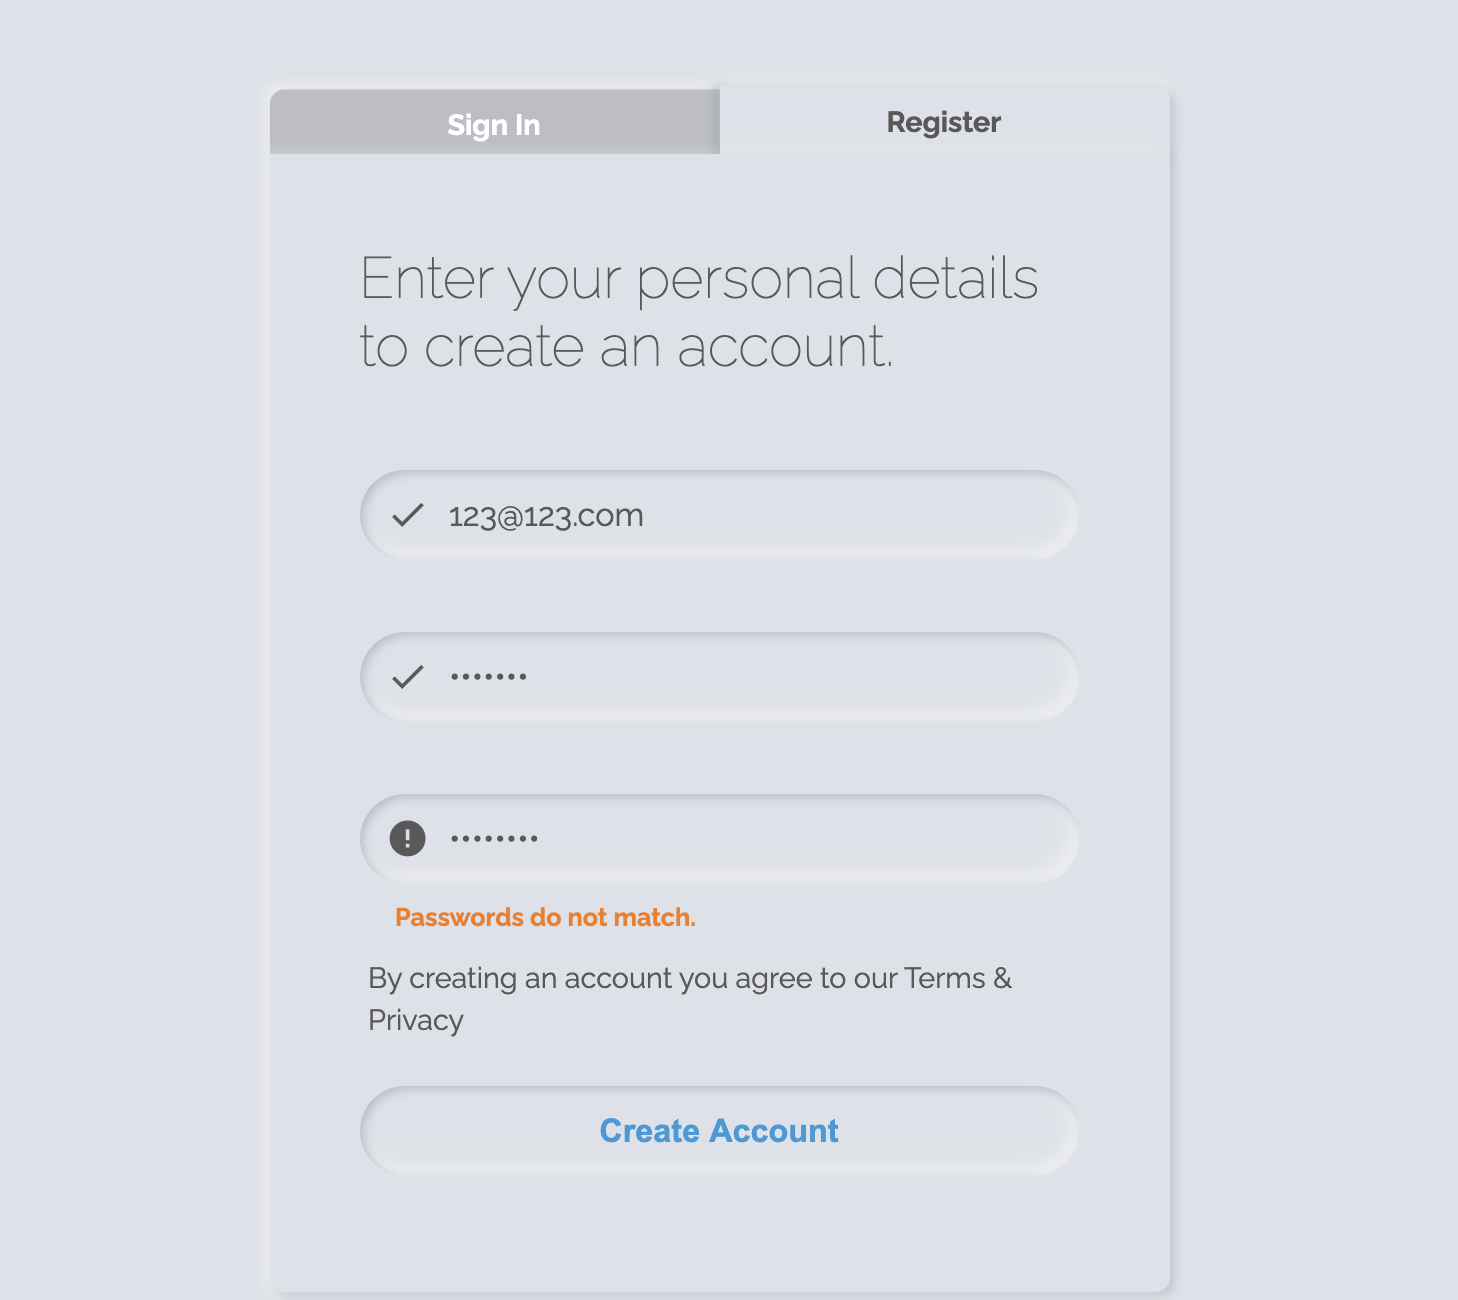 Sign In
Register
Enter your personal details
to create an account.
123@123.com
•••••••
••••••••
Passwords do not match.
By creating an account you agree to our Terms &
Privacy
Create Account